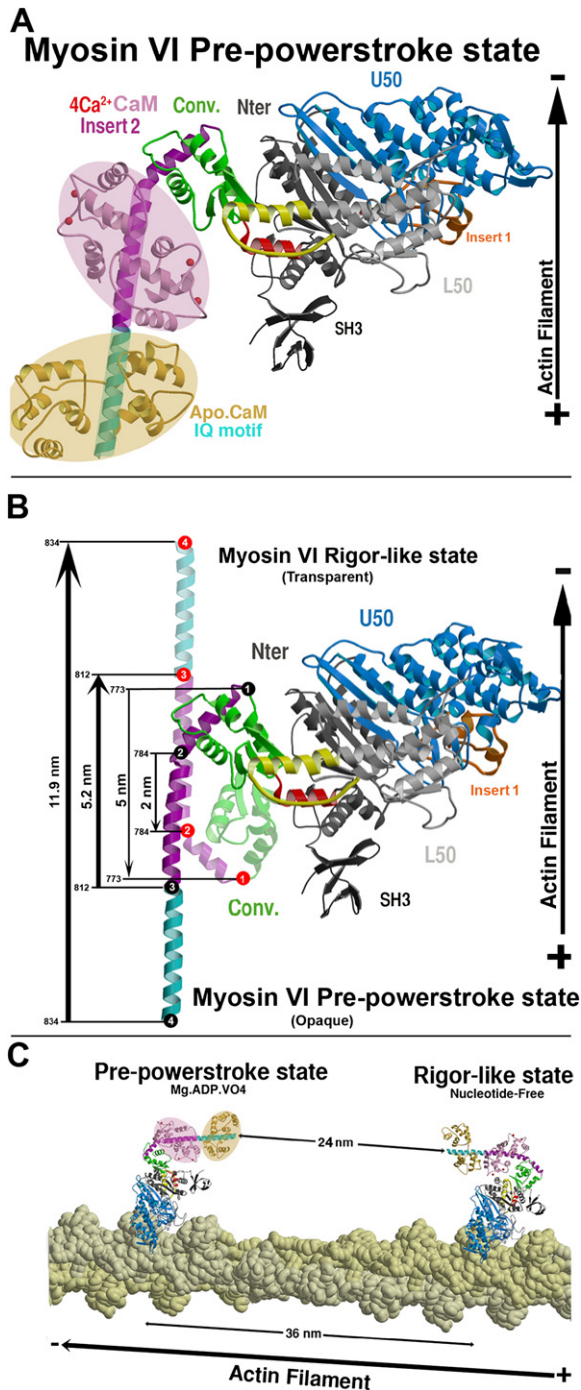 A
Myosin VI Pre-powerstroke state
U50
-
4Ca²⁺CaM
Insert 2
Conv.
Nter
Insert 1
L50
SH3
Apo.CaM
IQ motif
Actin Filament
+
B
834
4
Myosin VI Rigor-like state
(Transparent)
-
U50
Nter
812
3
773
1
784
2
11.9 nm
5.2 nm
5 nm
2 nm
784
2
Insert 1
L50
773
1
812
3
Conv.
SH3
Actin Filament
+
Myosin VI Pre-powerstroke state
(Opaque)
834
4
C
Pre-powerstroke state
Mg.ADP.VO4
Rigor-like state
Nucleotide-Free
24 nm
36 nm
-
+
Actin Filament